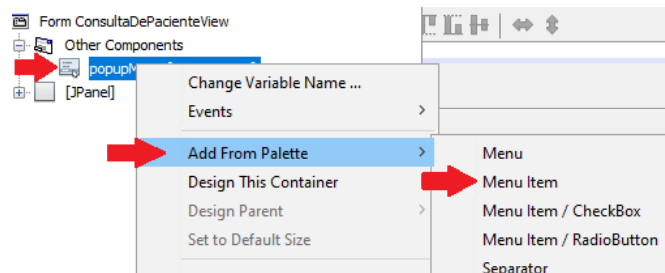 Form ConsultaDePacienteView
Other Components
popupM
[JPanel]
Change Variable Name ...
Events
Add From Palette
Design This Container
Design Parent
Set to Default Size
Menu
Menu Item
Menu Item / CheckBox
Menu Item / RadioButton
Separator